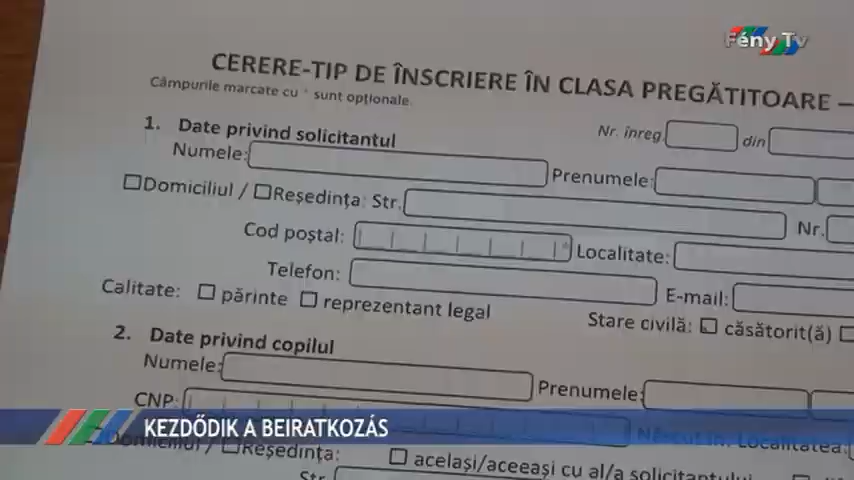 Fény Tv
CERERE-TIP DE ÎNSCRIERE ÎN CLASA PREGĂTITOARE –
Câmpurile marcate cu * sunt opționale.
Nr. înreg. din
1. Date privind solicitantul
Numele: Prenumele:
Domiciliul / Reședința: Str. Nr.
Cod poștal: * Localitate:
Telefon: E-mail:
Calitate: părinte reprezentant legal Stare civilă: căsătorit(ă)
2. Date privind copilul
Numele: Prenumele:
CNP: Născut în: Localitatea:
KEZDŐDIK A BEIRATKOZÁS
Domiciliul / Reședința: același/aceeași cu al/a solicitantului
Str.